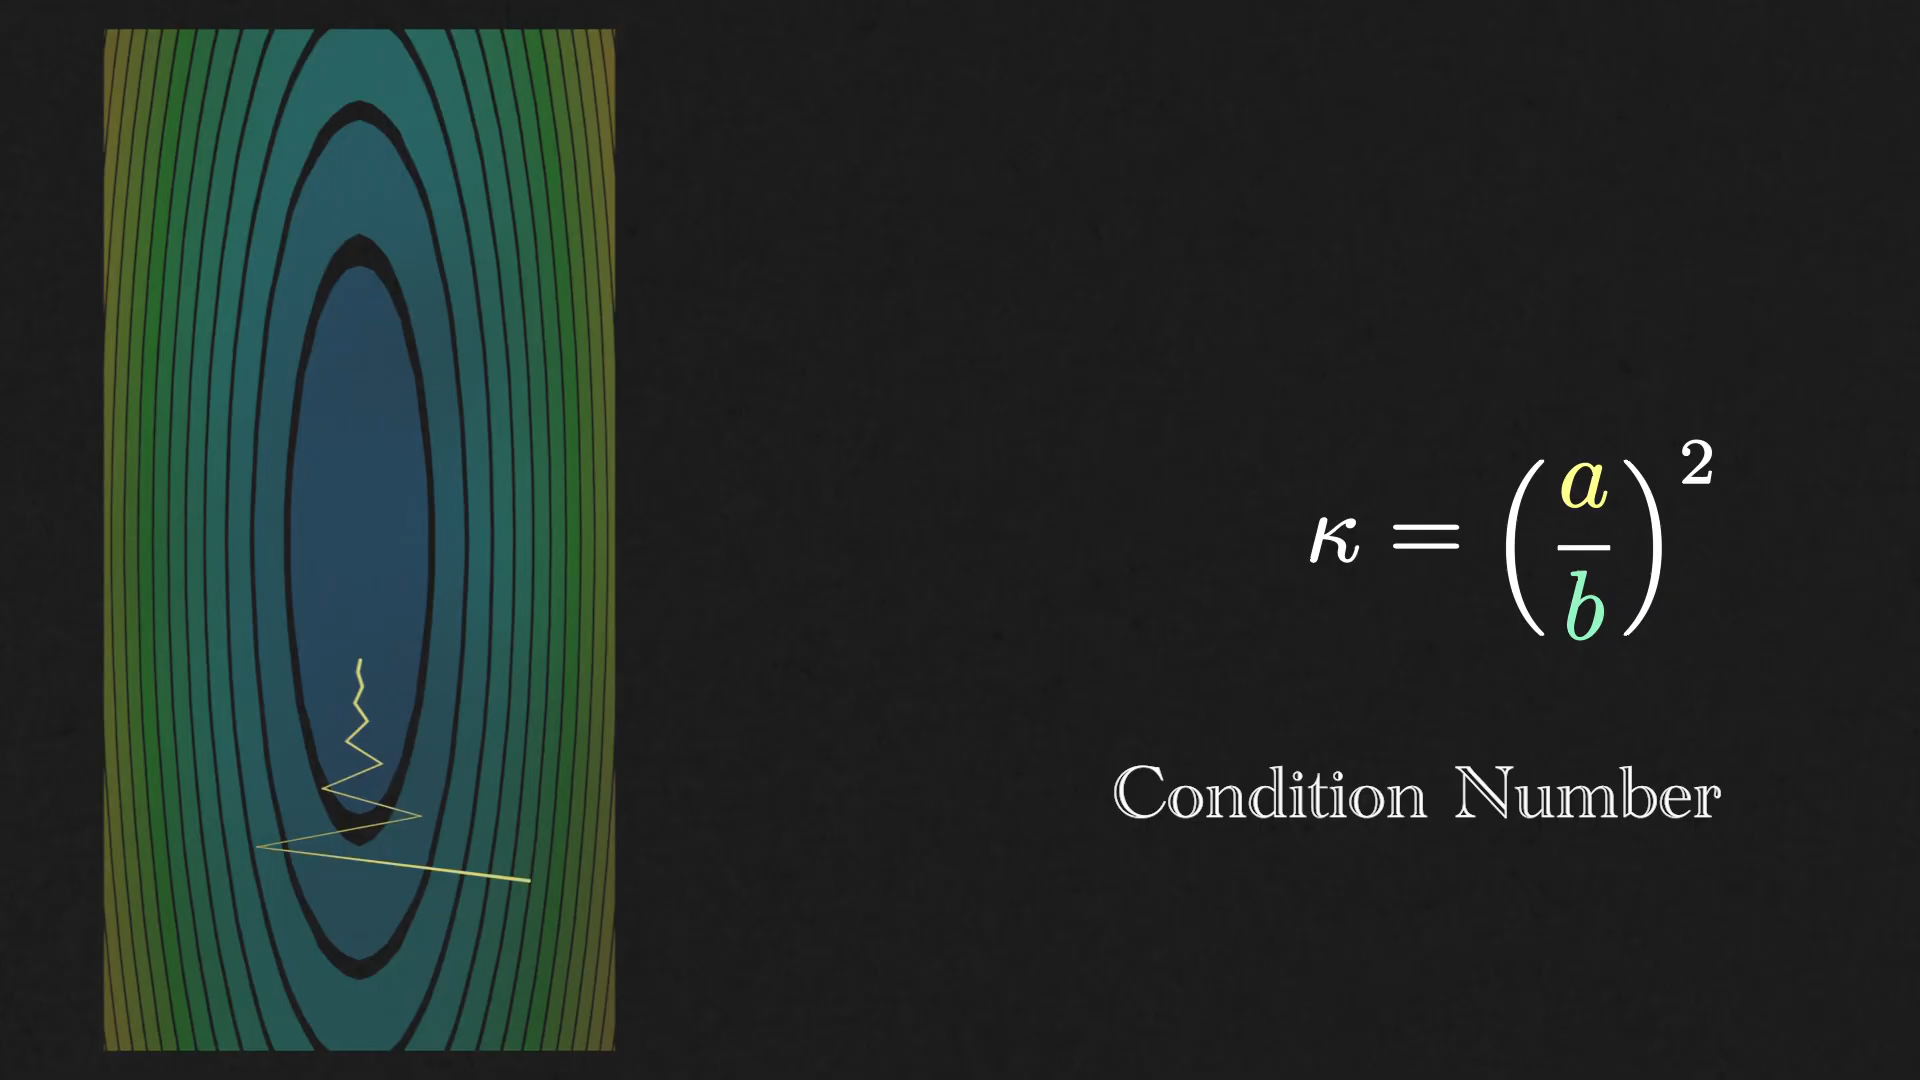 κ = (a/b)²
Condition Number